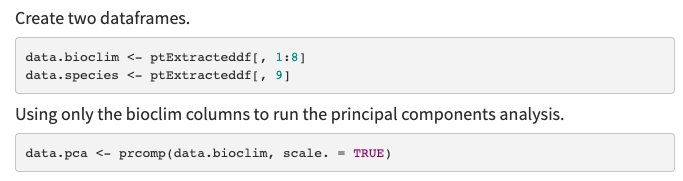 Create two dataframes.
data.bioclim <- ptExtracteddf[, 1:8]
data.species <- ptExtracteddf[, 9]
Using only the bioclim columns to run the principal components analysis.
data.pca <- prcomp(data.bioclim, scale. = TRUE)